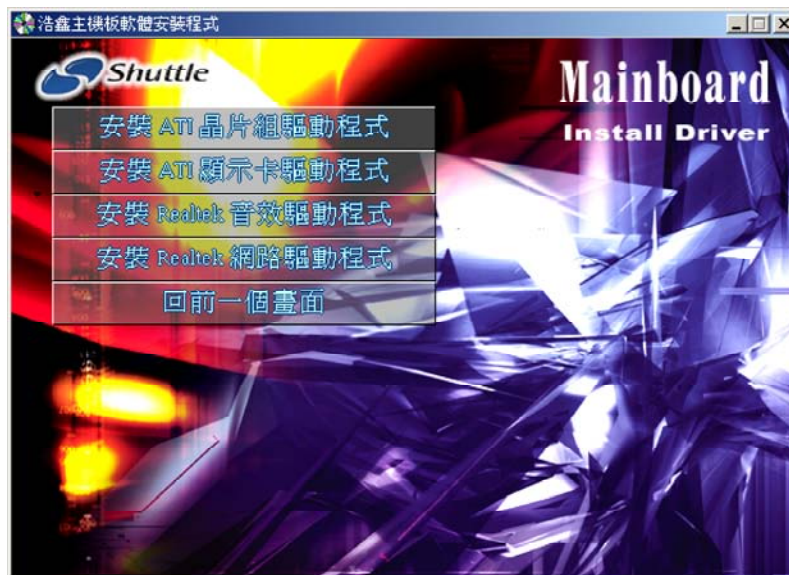 浩鑫主機板軟體安裝程式
Shuttle
Mainboard
Install Driver
安裝 ATI 晶片組驅動程式
安裝 ATI 顯示卡驅動程式
安裝 Realtek 音效驅動程式
安裝 Realtek 網路驅動程式
回前一個畫面